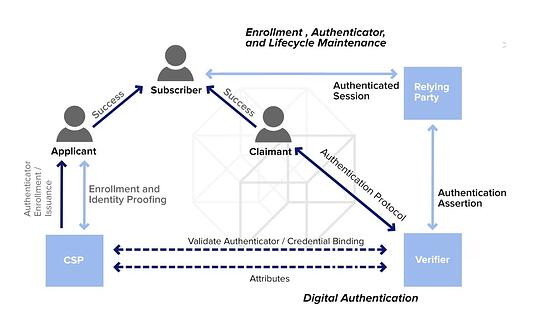 Enrollment , Authenticator,
and Lifecycle Maintenance
Subscriber
Authenticated
Session
Relying
Party
Success
Success
Applicant
Claimant
Authenticator
Enrollment /
Issuance
Enrollment and
Identity Proofing
Authentication Protocol
Authentication
Assertion
CSP
Validate Authenticator / Credential Binding
Attributes
Verifier
Digital Authentication